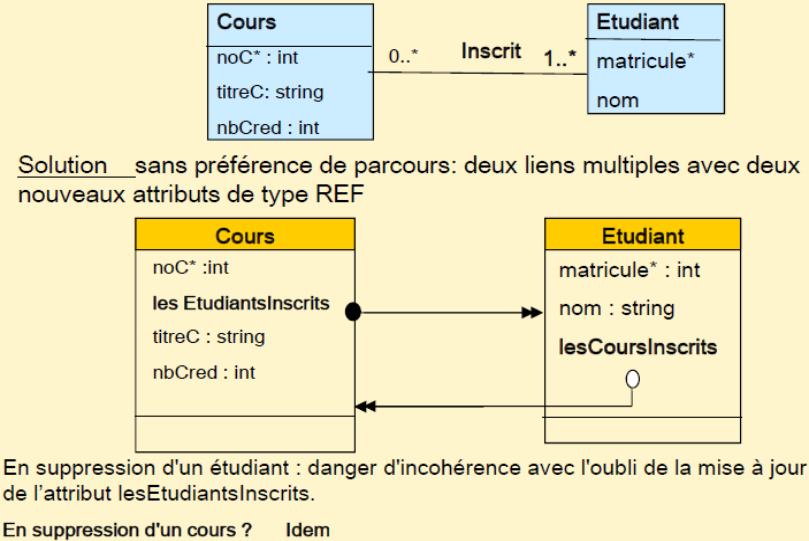 Cours
noC* : int
titreC: string
nbCred : int
0..* Inscrit 1..*
Etudiant
matricule*
nom
Solution sans préférence de parcours: deux liens multiples avec deux
nouveaux attributs de type REF
Cours
noC* :int
les EtudiantsInscrits
titreC : string
nbCred : int
Etudiant
matricule* : int
nom : string
lesCoursInscrits
En suppression d'un étudiant : danger d'incohérence avec l'oubli de la mise à jour
de l'attribut lesEtudiantsInscrits.
En suppression d'un cours ? Idem